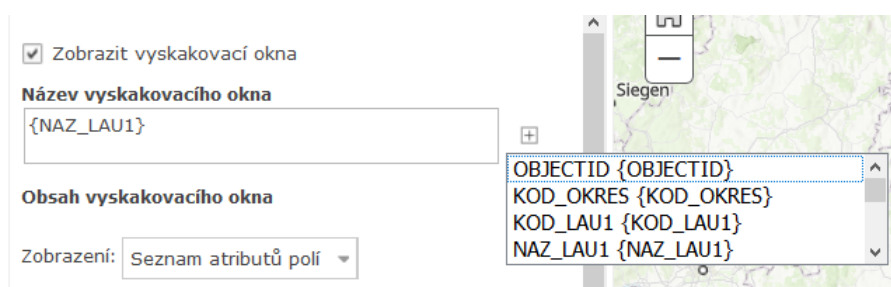 Zobrazit vyskakovací okna
Název vyskakovacího okna
{NAZ_LAU1}
Siegen
OBJECTID {OBJECTID}
KOD_OKRES {KOD_OKRES}
KOD_LAU1 {KOD_LAU1}
NAZ_LAU1 {NAZ_LAU1}
Obsah vyskakovacího okna
Zobrazení: Seznam atributů polí